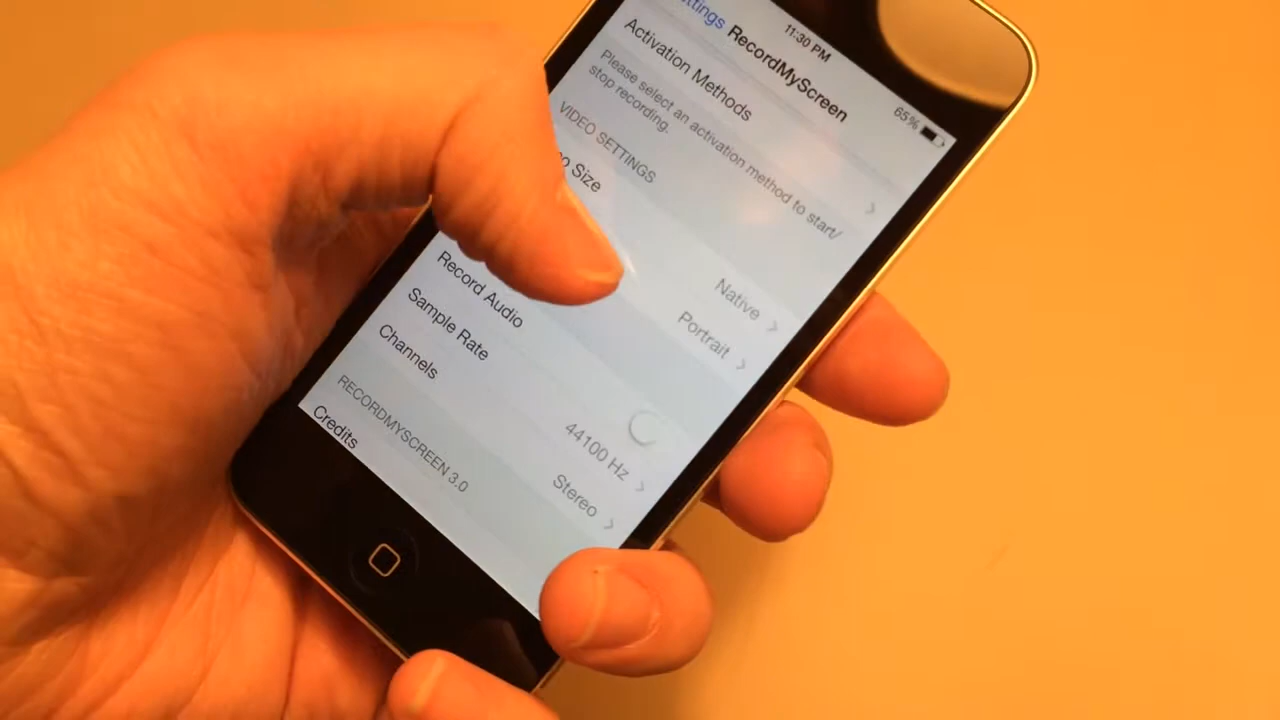 RecordMyScreen
11:30 PM
65%
Activation Methods
Please select an activation method to start/
stop recording.
VIDEO SETTINGS
Size
Native
Portrait
Record Audio
Sample Rate
44100 Hz
Channels
Stereo
RECORDMYSCREEN 3.0
Credits